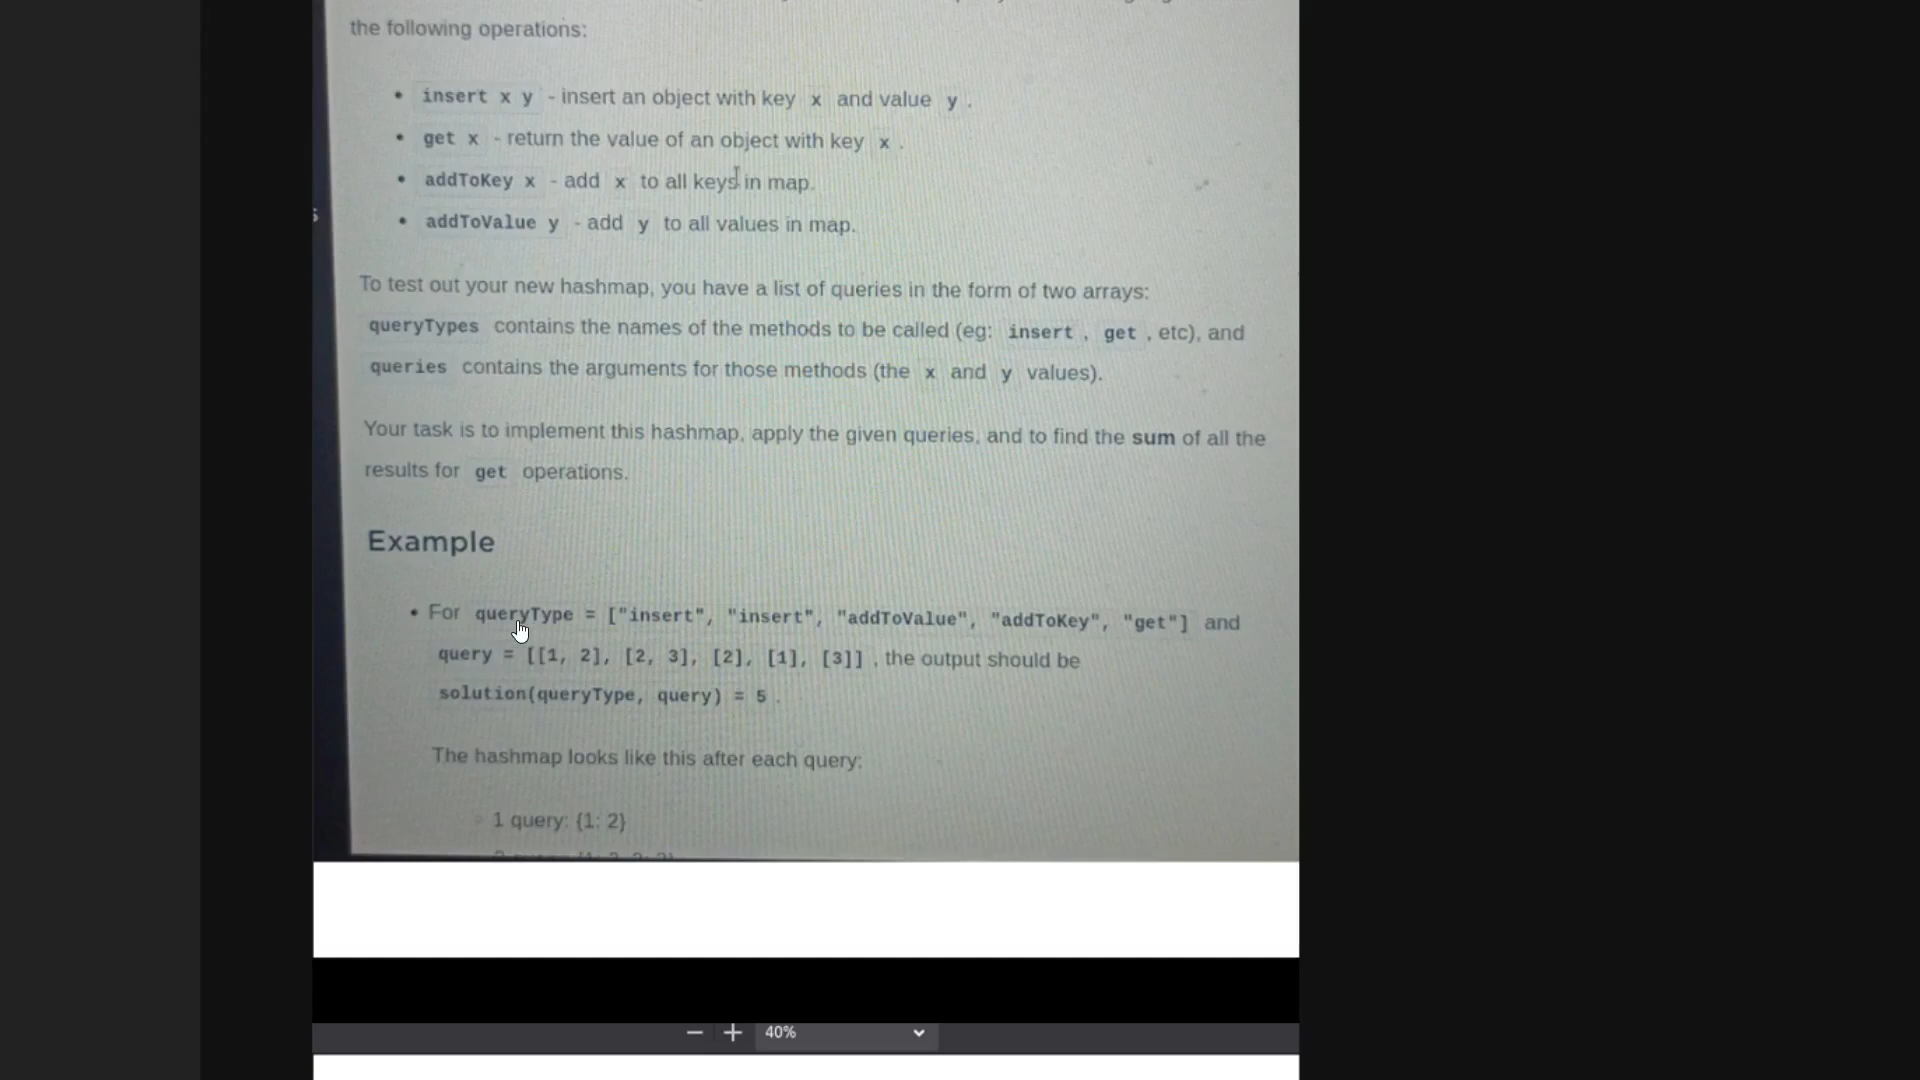 the following operations:
• insert x y - insert an object with key x and value y .
• get x - return the value of an object with key x .
• addToKey x - add x to all keys in map.
• addToValue y - add y to all values in map.
To test out your new hashmap, you have a list of queries in the form of two arrays:
queryTypes contains the names of the methods to be called (eg: insert , get , etc), and
queries contains the arguments for those methods (the x and y values).
Your task is to implement this hashmap, apply the given queries, and to find the sum of all the
results for get operations.
Example
• For queryType = ["insert", "insert", "addToValue", "addToKey", "get"] and
query = [[1, 2], [2, 3], [2], [1], [3]] , the output should be
solution(queryType, query) = 5 .
The hashmap looks like this after each query:
1 query: {1: 2}
40%